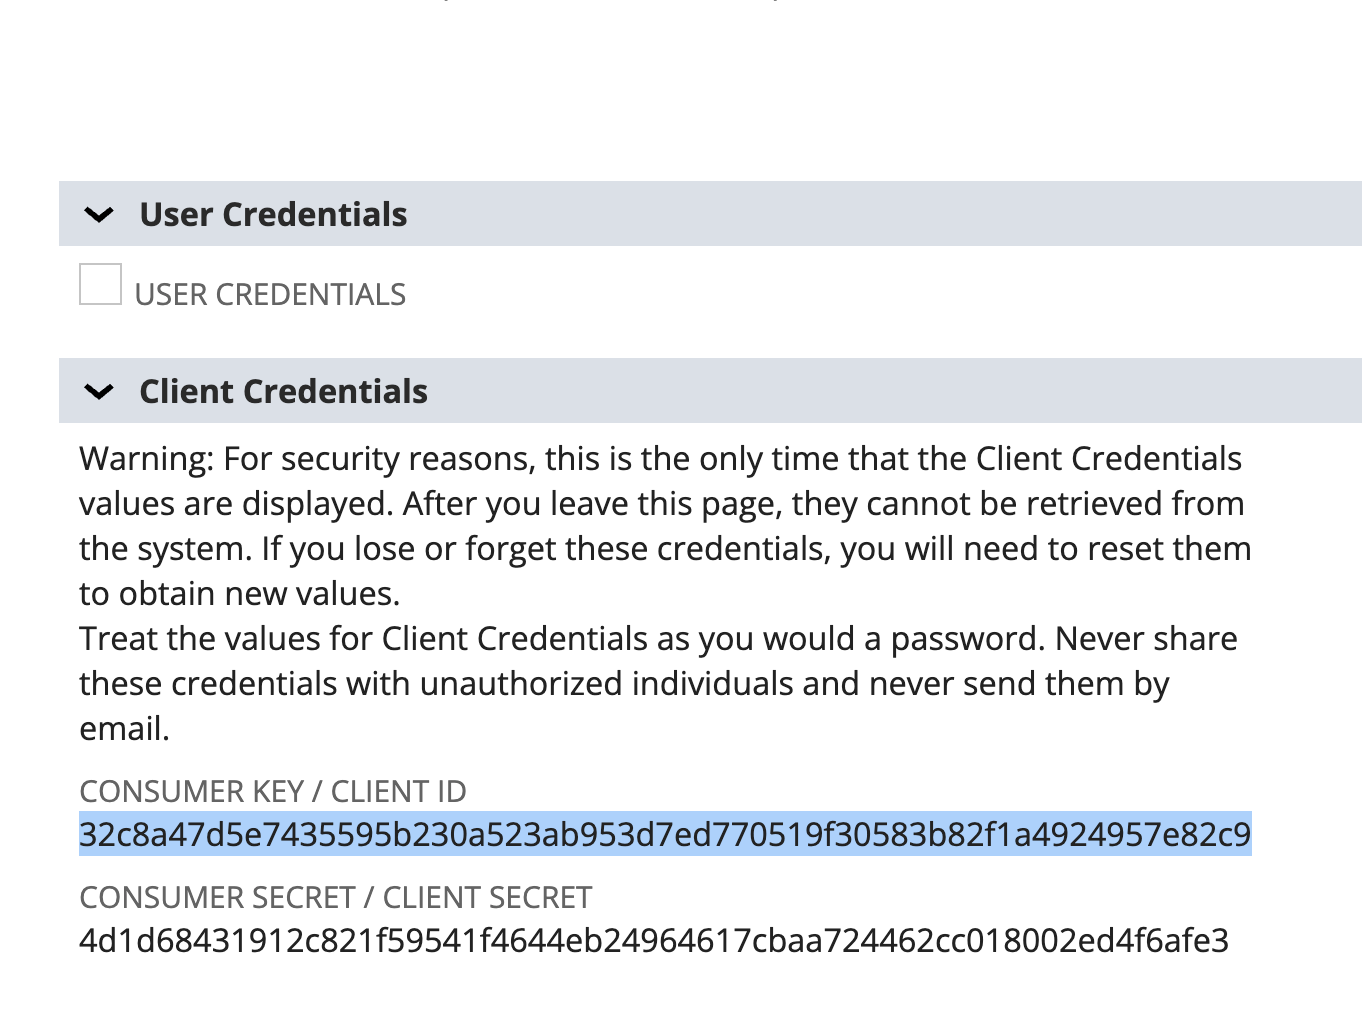 User Credentials
USER CREDENTIALS
Client Credentials
Warning: For security reasons, this is the only time that the Client Credentials
values are displayed. After you leave this page, they cannot be retrieved from
the system. If you lose or forget these credentials, you will need to reset them
to obtain new values.
Treat the values for Client Credentials as you would a password. Never share
these credentials with unauthorized individuals and never send them by
email.
CONSUMER KEY / CLIENT ID
32c8a47d5e7435595b230a523ab953d7ed770519f30583b82f1a4924957e82c9
CONSUMER SECRET / CLIENT SECRET
4d1d68431912c821f59541f4644eb24964617cbaa724462cc018002ed4f6afe3